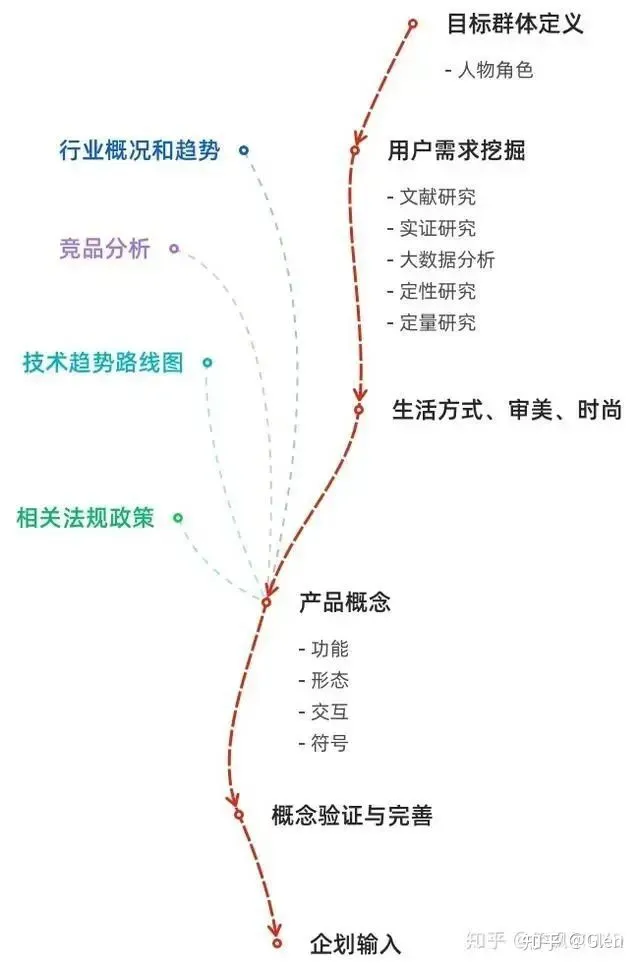 目标群体定义
- 人物角色
行业概况和趋势
用户需求挖掘
- 文献研究
- 实证研究
- 大数据分析
- 定性研究
- 定量研究
竞品分析
技术趋势路线图
生活方式、审美、时尚
相关法规政策
产品概念
- 功能
- 形态
- 交互
- 符号
概念验证与完善
企划输入
知乎
知乎 @Glen